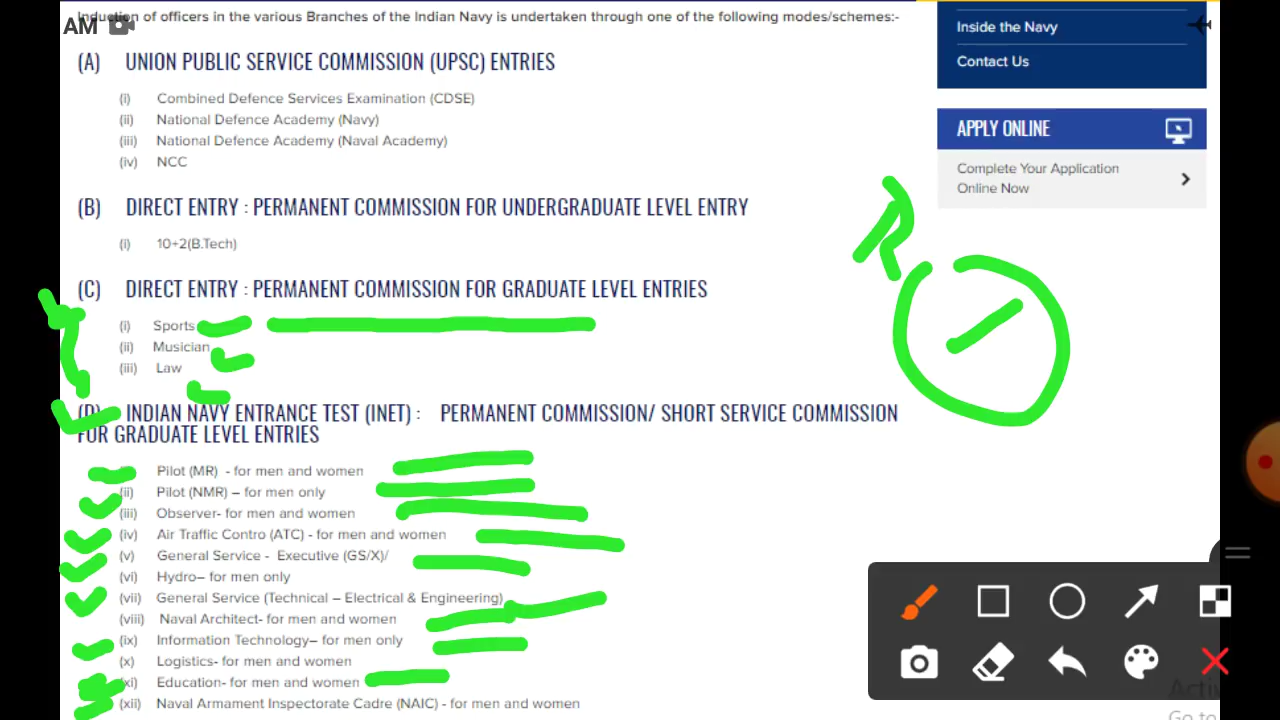 Induction of officers in the various Branches of the Indian Navy is undertaken through one of the following modes/schemes:-
AM
(A) UNION PUBLIC SERVICE COMMISSION (UPSC) ENTRIES
(i) Combined Defence Services Examination (CDSE)
(ii) National Defence Academy (Navy)
(iii) National Defence Academy (Naval Academy)
(iv) NCC
(B) DIRECT ENTRY : PERMANENT COMMISSION FOR UNDERGRADUATE LEVEL ENTRY
(i) 10+2(B.Tech)
(C) DIRECT ENTRY : PERMANENT COMMISSION FOR GRADUATE LEVEL ENTRIES
(i) Sports
(ii) Musician
(iii) Law
(D) INDIAN NAVY ENTRANCE TEST (INET) : PERMANENT COMMISSION/ SHORT SERVICE COMMISSION
FOR GRADUATE LEVEL ENTRIES
Pilot (MR) - for men and women
(ii) Pilot (NMR) – for men only
(iii) Observer- for men and women
(iv) Air Traffic Contro (ATC) - for men and women
(v) General Service - Executive (GS/X)/
(vi) Hydro– for men only
(vii) General Service (Technical – Electrical & Engineering)
(viii) Naval Architect- for men and women
(ix) Information Technology– for men only
(x) Logistics- for men and women
(xi) Education- for men and women
(xii) Naval Armament Inspectorate Cadre (NAIC) - for men and women
Inside the Navy
Contact Us
APPLY ONLINE
Complete Your Application
Online Now
R
Go to